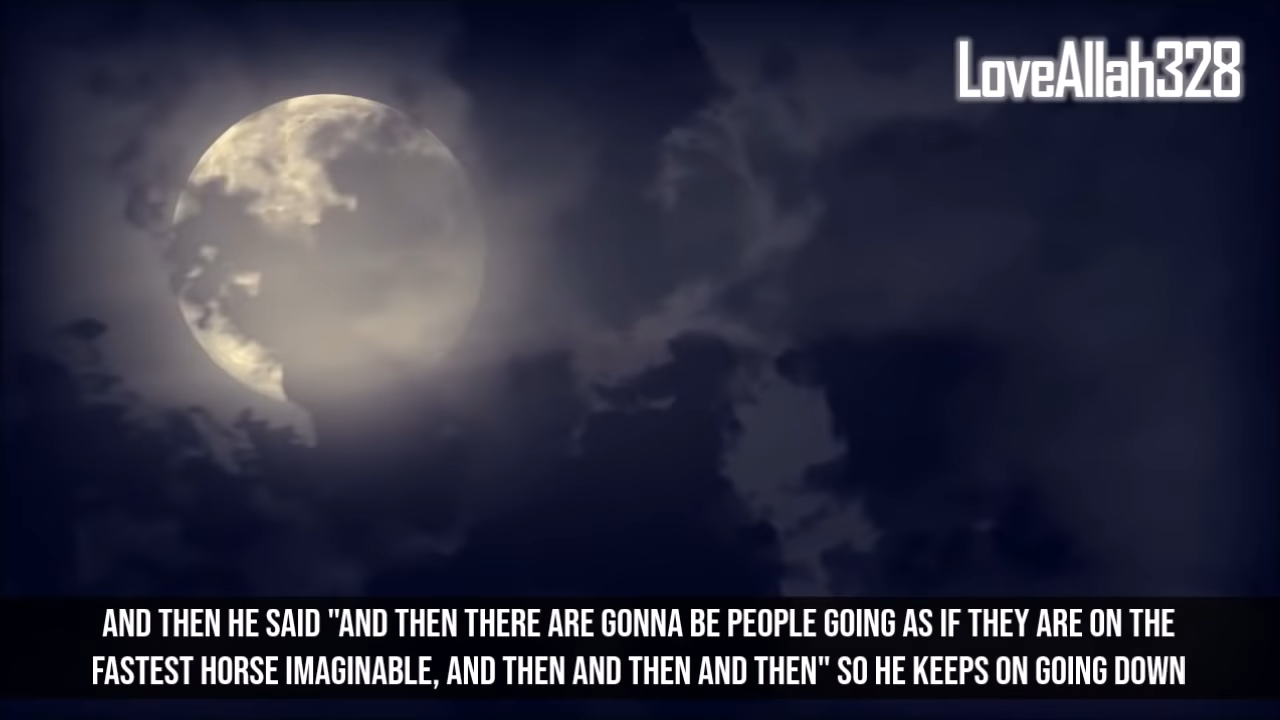 LoveAllah328
AND THEN HE SAID "AND THEN THERE ARE GONNA BE PEOPLE GOING AS IF THEY ARE ON THE
FASTEST HORSE IMAGINABLE, AND THEN AND THEN AND THEN" SO HE KEEPS ON GOING DOWN